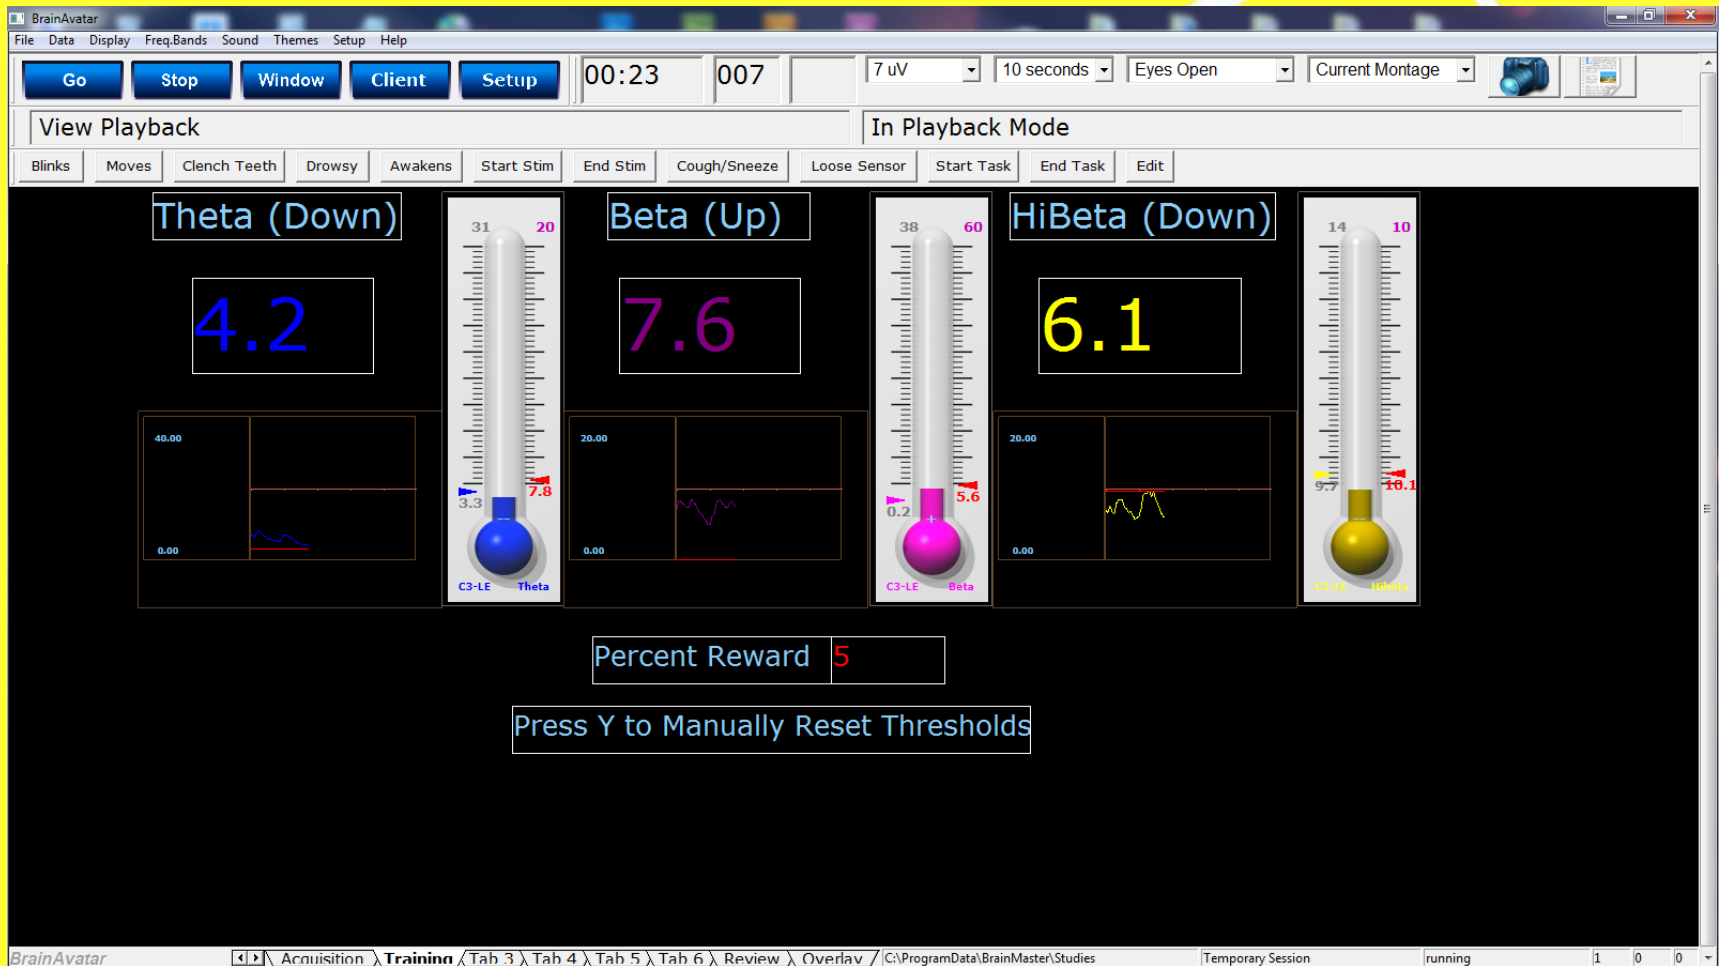 BrainAvatar
File Data Display Freq.Bands Sound Themes Setup Help
Go Stop Window Client Setup 00:23 007 7 uV 10 seconds Eyes Open Current Montage
View Playback In Playback Mode
Blinks Moves Clench Teeth Drowsy Awakens Start Stim End Stim Cough/Sneeze Loose Sensor Start Task End Task Edit
Theta (Down) 31 20 Beta (Up) 38 60 HiBeta (Down) 14 10
4.2 7.6 6.1
40.00 20.00 20.00
3.3 7.8 0.2 5.6 9.7 10.1
0.00 0.00 0.00
C3-LE Theta C3-LE Beta C3-LE Hibeta
Percent Reward 5
Press Y to Manually Reset Thresholds
BrainAvatar Acquisition Training Tab 3 Tab 4 Tab 5 Tab 6 Review Overlay C:\ProgramData\BrainMaster\Studies Temporary Session running 1 0 0